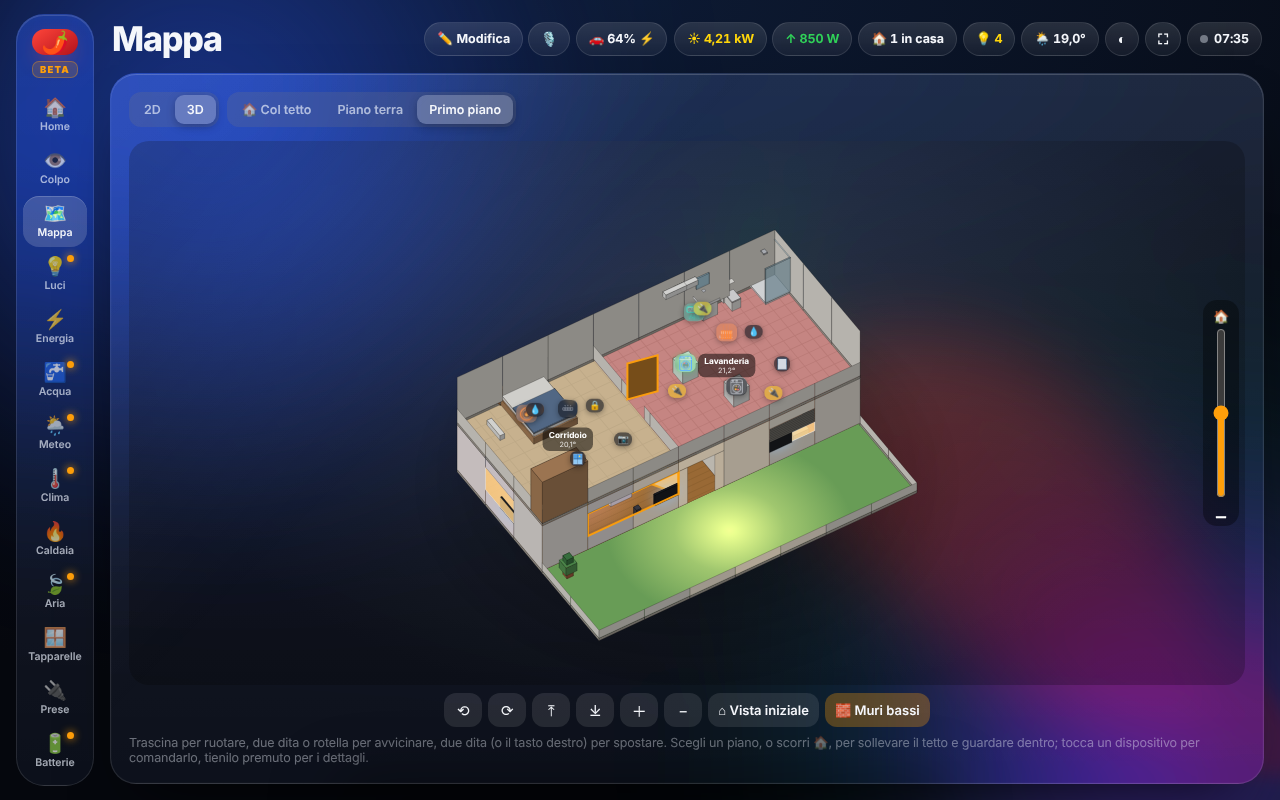 BETA
Home
Colpo
Mappa
Luci
Energia
Acqua
Meteo
Clima
Caldaia
Aria
Tapparelle
Prese
Batterie
Mappa
Modifica
64%
4,21 kW
↑ 850 W
1 in casa
4
19,0°
07:35
2D
3D
Col tetto
Piano terra
Primo piano
Lavanderia
21,2°
Corridoio
20,1°
Vista iniziale
Muri bassi
Trascina per ruotare, due dita o rotella per avvicinare, due dita (o il tasto destro) per spostare. Scegli un piano, o scorri 🏠, per sollevare il tetto e guardare dentro; tocca un dispositivo per
comandarlo, tienilo premuto per i dettagli.